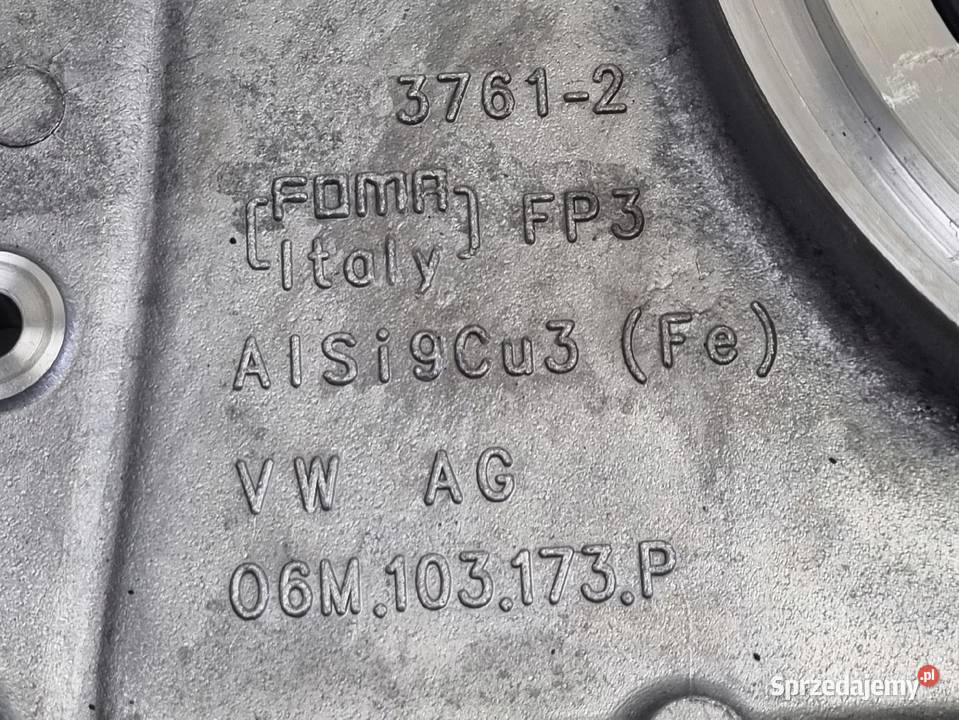 3761-2
FOMA FP3
Italy
AlSi9Cu3 (Fe)
VW AG
06M.103.173.P
Sprzedajemy.pl